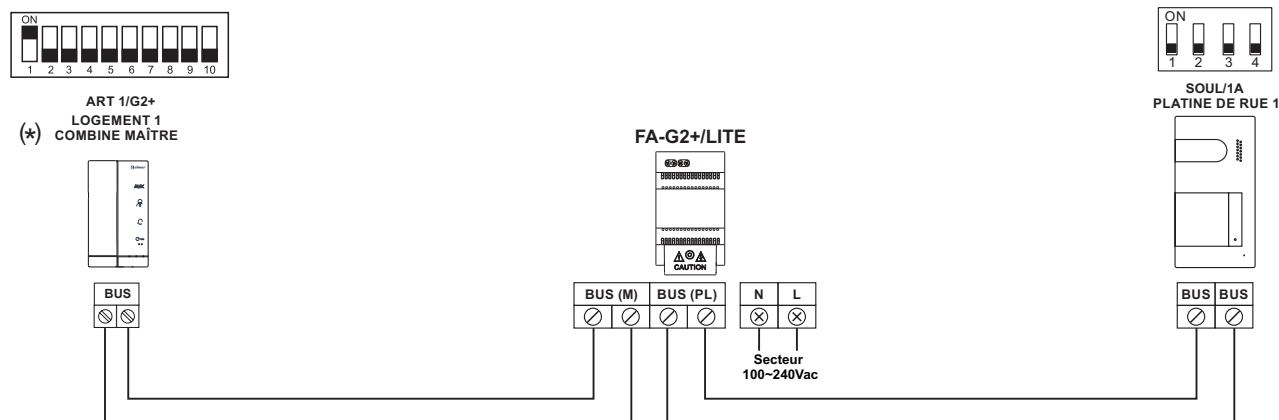 ON
1 2 3 4 5 6 7 8 9 10
ART 1/G2+
LOGEMENT 1
(*) COMBINE MAÎTRE
AUX
BUS
FA-G2+/LITE
CAUTION
BUS (M) BUS (PL) N L
Secteur
100~240Vac
ON
1 2 3 4
SOUL/1A
PLATINE DE RUE 1
BUS BUS